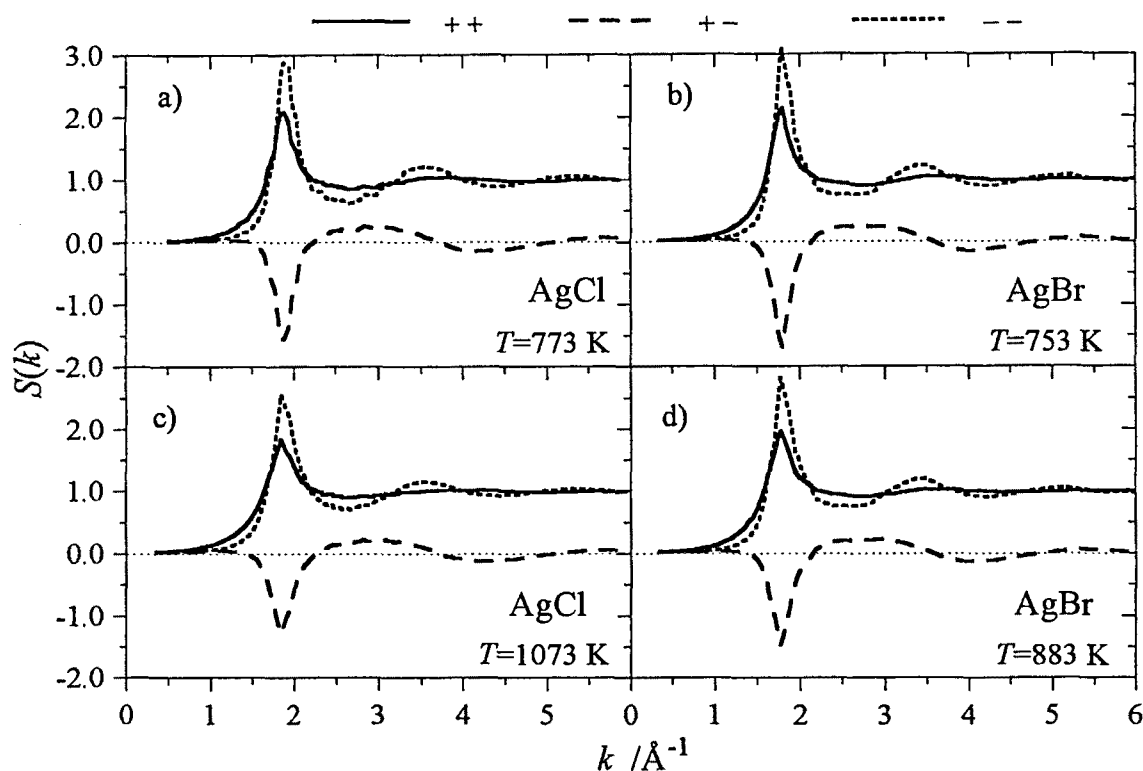 ++ +- --
3.0
a) b)
2.0
1.0
0.0
-1.0
AgCl AgBr
T=773 K T=753 K
-2.0
S(k)
c) d)
2.0
1.0
0.0
-1.0
AgCl AgBr
T=1073 K T=883 K
-2.0
0 1 2 3 4 5 0 1 2 3 4 5 6
k /Å⁻¹